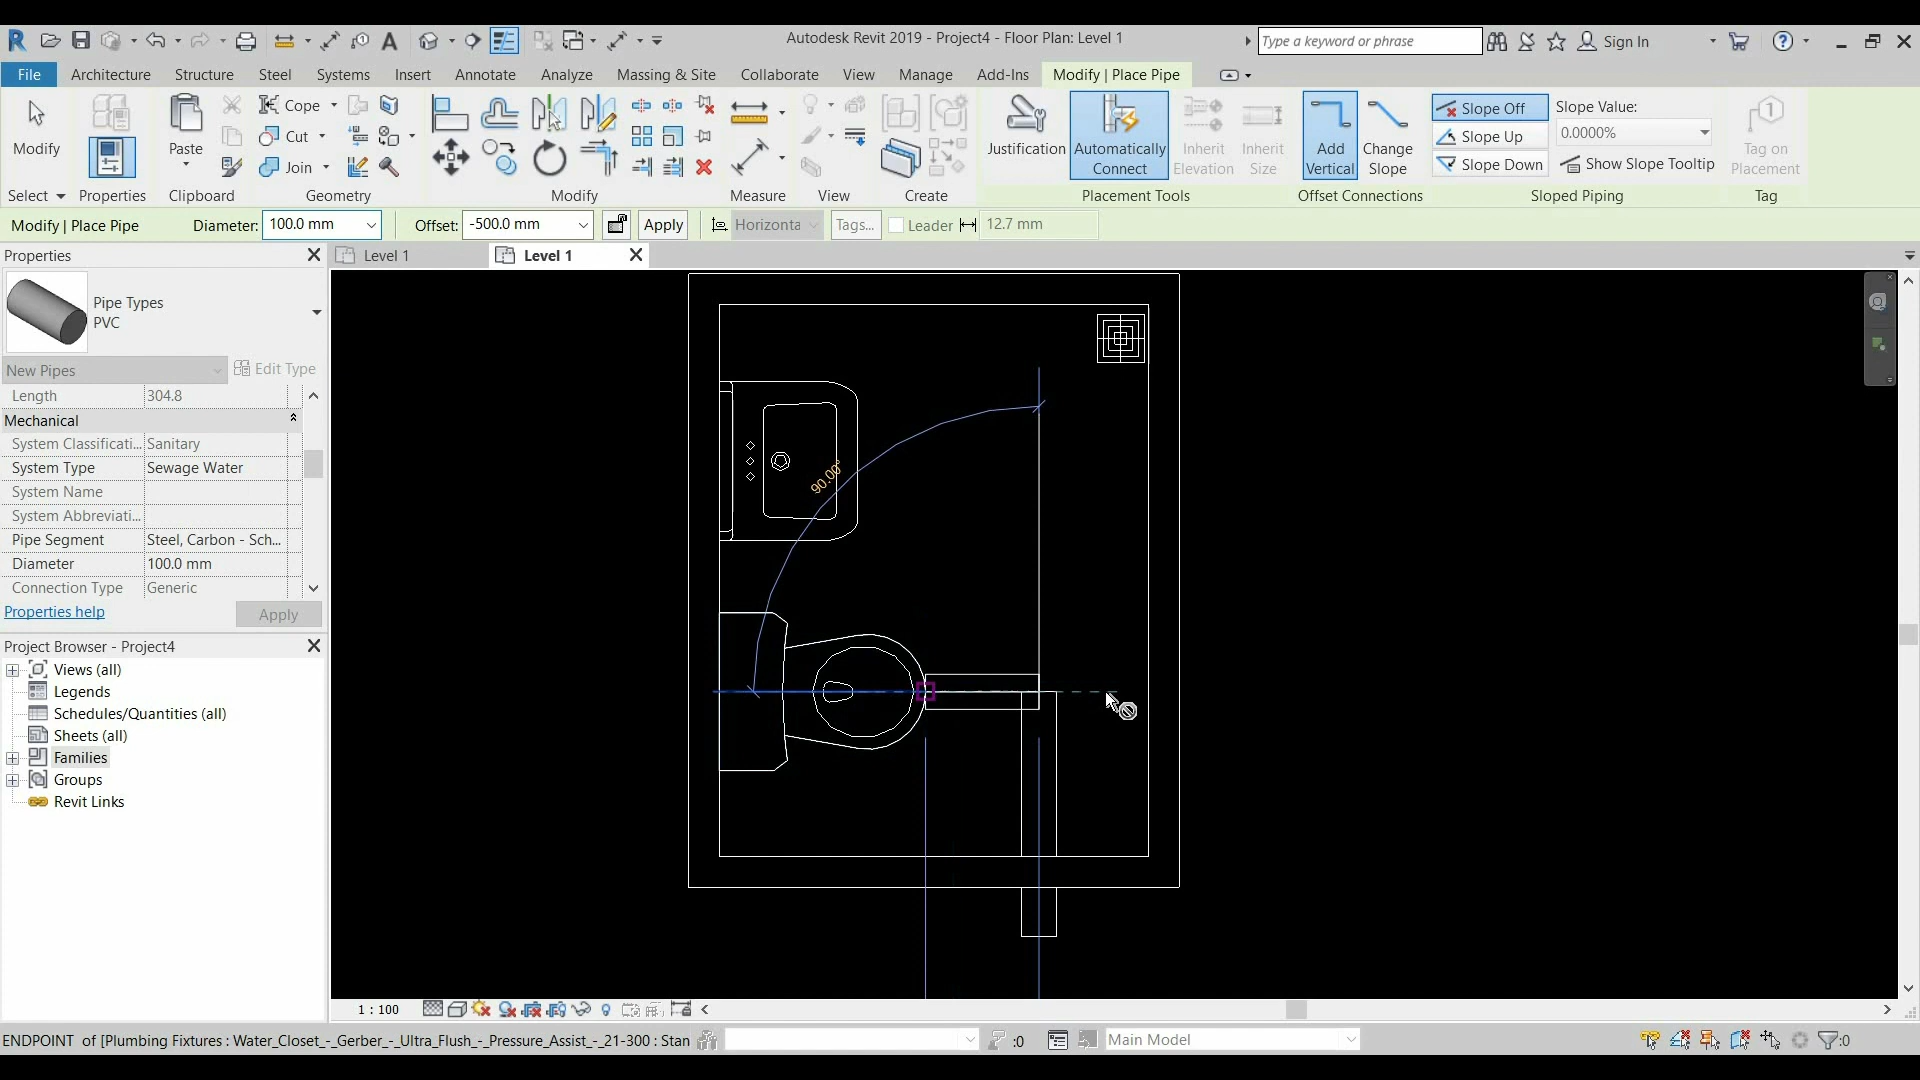 Autodesk Revit 2019 - Project4 - Floor Plan: Level 1
Type a keyword or phrase
Sign In
File Architecture Structure Steel Systems Insert Annotate Analyze Massing & Site Collaborate View Manage Add-Ins Modify | Place Pipe
Modify
Paste
Cope
Cut
Join
Justification
Automatically Connect
Inherit Elevation
Inherit Size
Add Vertical
Change Slope
Slope Off
Slope Up
Slope Down
Slope Value:
0.0000%
Show Slope Tooltip
Tag on Placement
Select Properties Clipboard Geometry Modify Measure View Create Placement Tools Offset Connections Sloped Piping Tag
Modify | Place Pipe Diameter: 100.0 mm Offset: -500.0 mm Apply Horizonta Tags... Leader 12.7 mm
Properties
Level 1
Level 1
Pipe Types
PVC
New Pipes
Edit Type
Length 304.8
Mechanical
System Classificati... Sanitary
System Type Sewage Water
System Name
System Abbreviati...
Pipe Segment Steel, Carbon - Sch...
Diameter 100.0 mm
Connection Type Generic
Properties help
Apply
Project Browser - Project4
Views (all)
Legends
Schedules/Quantities (all)
Sheets (all)
Families
Groups
Revit Links
90.00°
1 : 100
ENDPOINT of [Plumbing Fixtures : Water_Closet_-_Gerber_-_Ultra_Flush_-_Pressure_Assist_-_21-300 : Stan
:0
Main Model
:0